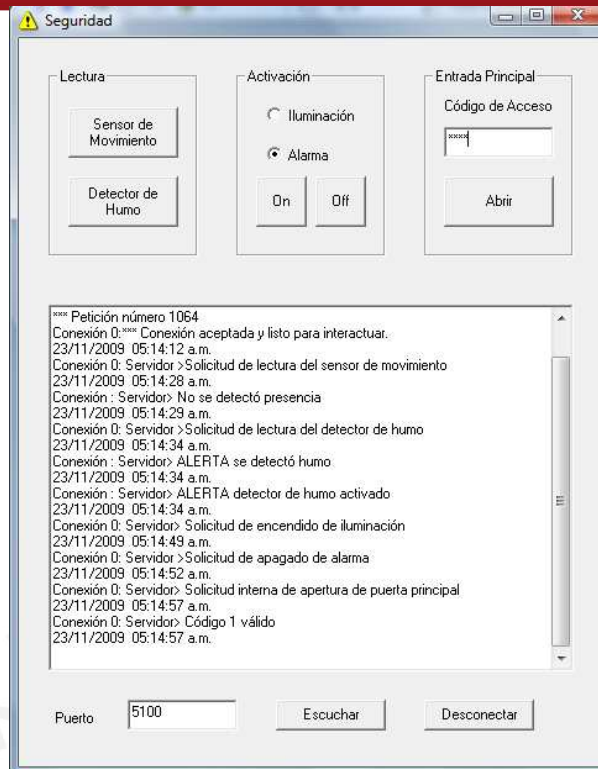 Seguridad
Lectura
Sensor de
Movimiento
Detector de
Humo
Activación
Iluminación
Alarma
On
Off
Entrada Principal
Código de Acceso
****
Abrir
*** Petición número 1064
Conexión 0:*** Conexión aceptada y listo para interactuar.
23/11/2009 05:14:12 a.m.
Conexión 0: Servidor >Solicitud de lectura del sensor de movimiento
23/11/2009 05:14:28 a.m.
Conexión : Servidor> No se detectó presencia
23/11/2009 05:14:29 a.m.
Conexión 0: Servidor >Solicitud de lectura del detector de humo
23/11/2009 05:14:34 a.m.
Conexión : Servidor> ALERTA se detectó humo
23/11/2009 05:14:34 a.m.
Conexión : Servidor> ALERTA detector de humo activado
23/11/2009 05:14:34 a.m.
Conexión 0: Servidor> Solicitud de encendido de iluminación
23/11/2009 05:14:49 a.m.
Conexión 0: Servidor >Solicitud de apagado de alarma
23/11/2009 05:14:52 a.m.
Conexión 0: Servidor> Solicitud interna de apertura de puerta principal
23/11/2009 05:14:57 a.m.
Conexión 0: Servidor> Código 1 válido
23/11/2009 05:14:57 a.m.
Puerto
5100
Escuchar
Desconectar